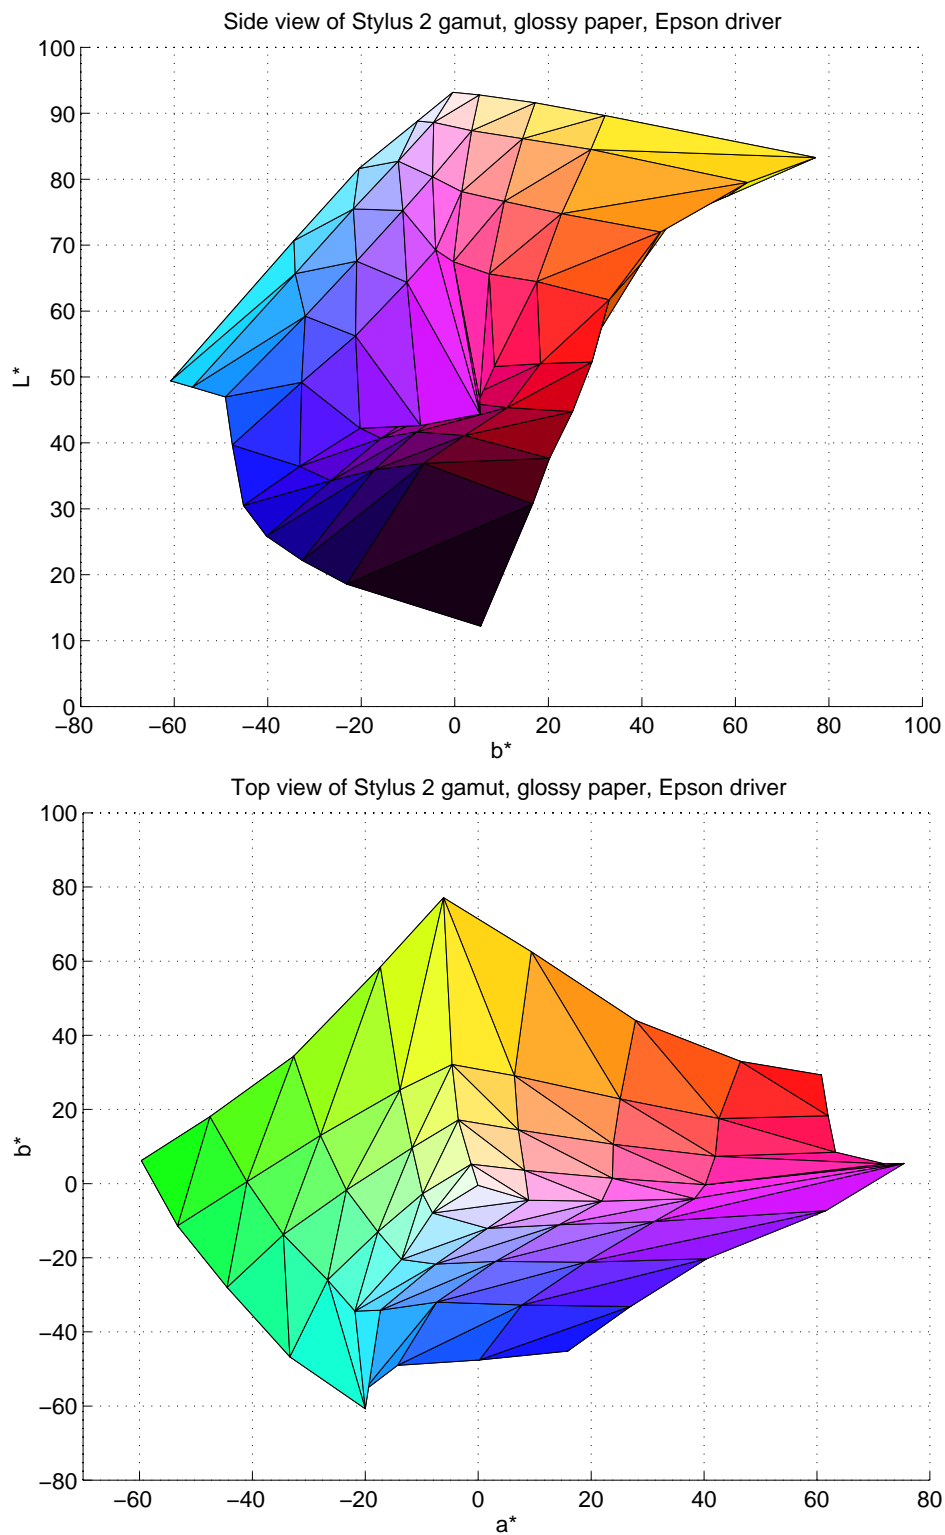 Side view of Stylus 2 gamut, glossy paper, Epson driver
100
90
80
70
60
50
40
30
20
10
0
L*
−80 −60 −40 −20 0 20 40 60 80 100
b*
Top view of Stylus 2 gamut, glossy paper, Epson driver
100
80
60
40
20
0
−20
−40
−60
−80
b*
−60 −40 −20 0 20 40 60 80
a*